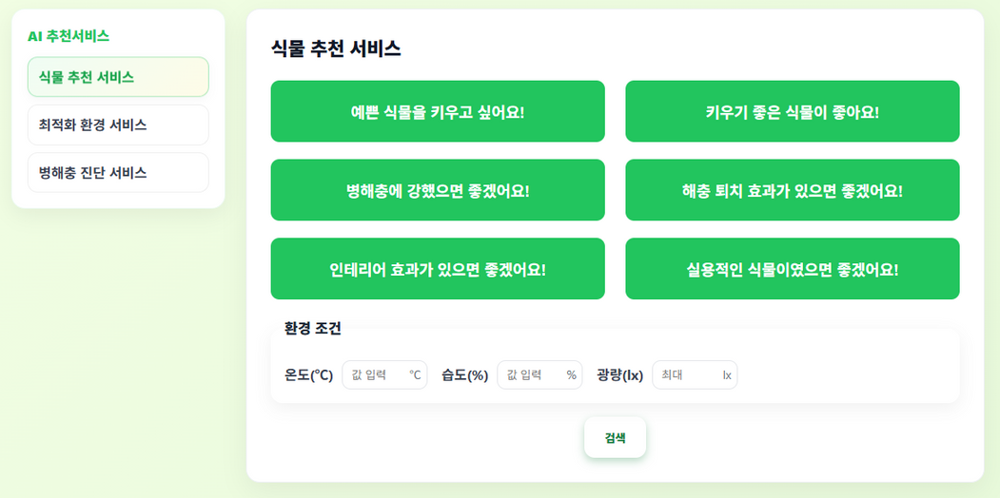 AI 추천서비스
식물 추천 서비스
최적화 환경 서비스
병해충 진단 서비스
식물 추천 서비스
예쁜 식물을 키우고 싶어요!
키우기 좋은 식물이 좋아요!
병해충에 강했으면 좋겠어요!
해충 퇴치 효과가 있으면 좋겠어요!
인테리어 효과가 있으면 좋겠어요!
실용적인 식물이였으면 좋겠어요!
환경 조건
온도(℃) 값 입력 ℃ 습도(%) 값 입력 % 광량(lx) 최대 lx
검색